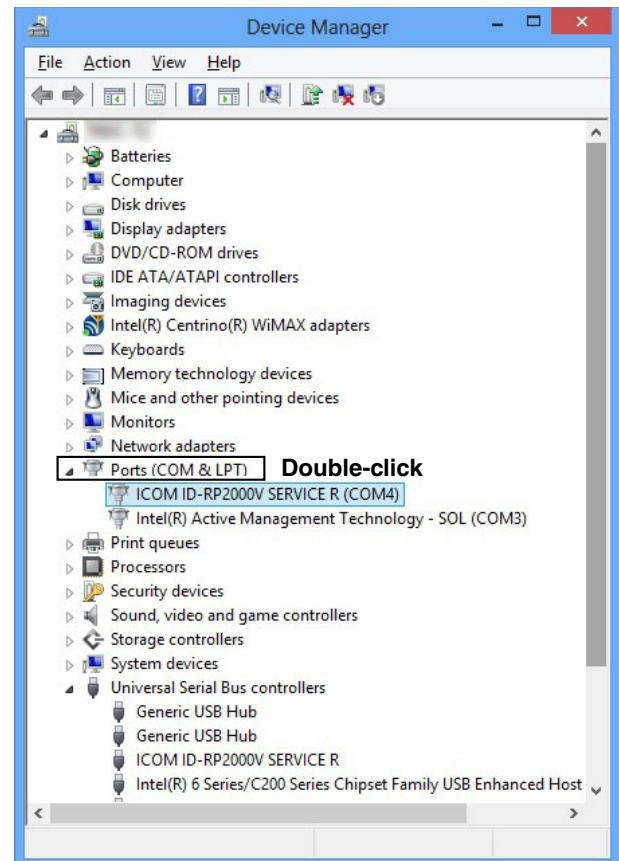 Device Manager
File Action View Help
Batteries
Computer
Disk drives
Display adapters
DVD/CD-ROM drives
IDE ATA/ATAPI controllers
Imaging devices
Intel(R) Centrino(R) WiMAX adapters
Keyboards
Memory technology devices
Mice and other pointing devices
Monitors
Network adapters
Ports (COM & LPT) Double-click
ICOM ID-RP2000V SERVICE R (COM4)
Intel(R) Active Management Technology - SOL (COM3)
Print queues
Processors
Security devices
Sound, video and game controllers
Storage controllers
System devices
Universal Serial Bus controllers
Generic USB Hub
Generic USB Hub
ICOM ID-RP2000V SERVICE R
Intel(R) 6 Series/C200 Series Chipset Family USB Enhanced Host